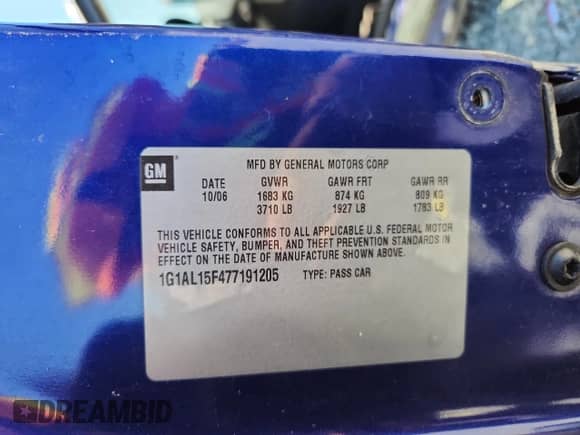 GM
MFD BY GENERAL MOTORS CORP
DATE GVWR GAWR FRT GAWR RR
10/06 1683 KG 874 KG 809 KG
3710 LB 1927 LB 1783 LB
THIS VEHICLE CONFORMS TO ALL APPLICABLE U.S. FEDERAL MOTOR
VEHICLE SAFETY, BUMPER, AND THEFT PREVENTION STANDARDS IN
EFFECT ON THE DATE OF MANUFACTURE SHOWN ABOVE.
1G1AL15F477191205 TYPE: PASS CAR
DREAMBID